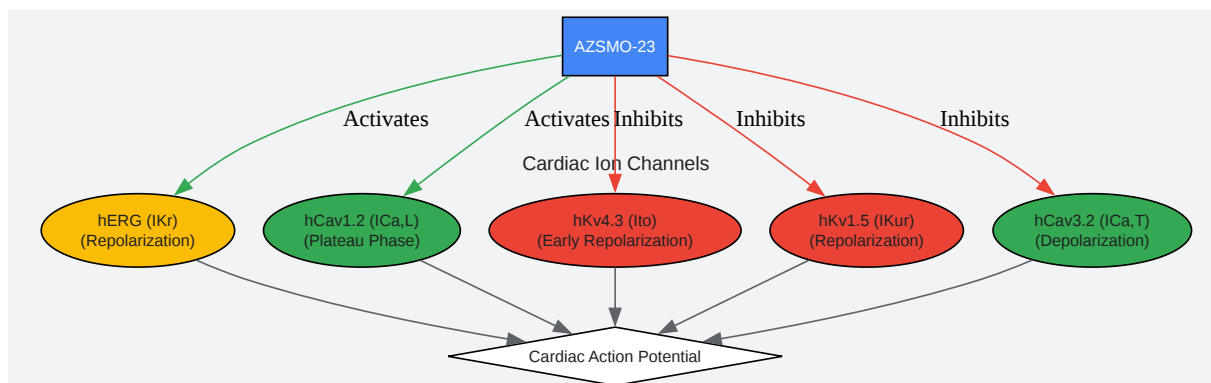 AZSMO-23
Activates
Activates
Inhibits
Inhibits
Inhibits
Cardiac Ion Channels
hERG (IKr)
(Repolarization)
hCav1.2 (ICa,L)
(Plateau Phase)
hKv4.3 (Ito)
(Early Repolarization)
hKv1.5 (IKur)
(Repolarization)
hCav3.2 (ICa,T)
(Depolarization)
Cardiac Action Potential